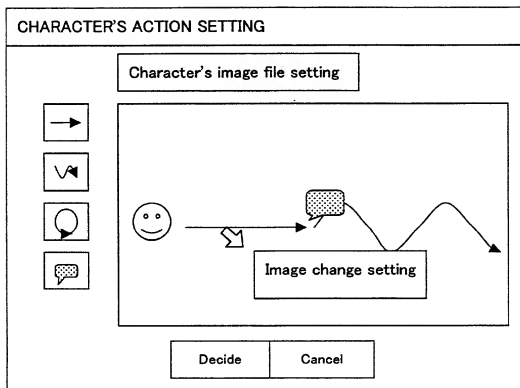 CHARACTER'S ACTION SETTING
Character's image file setting
Image change setting
Decide Cancel